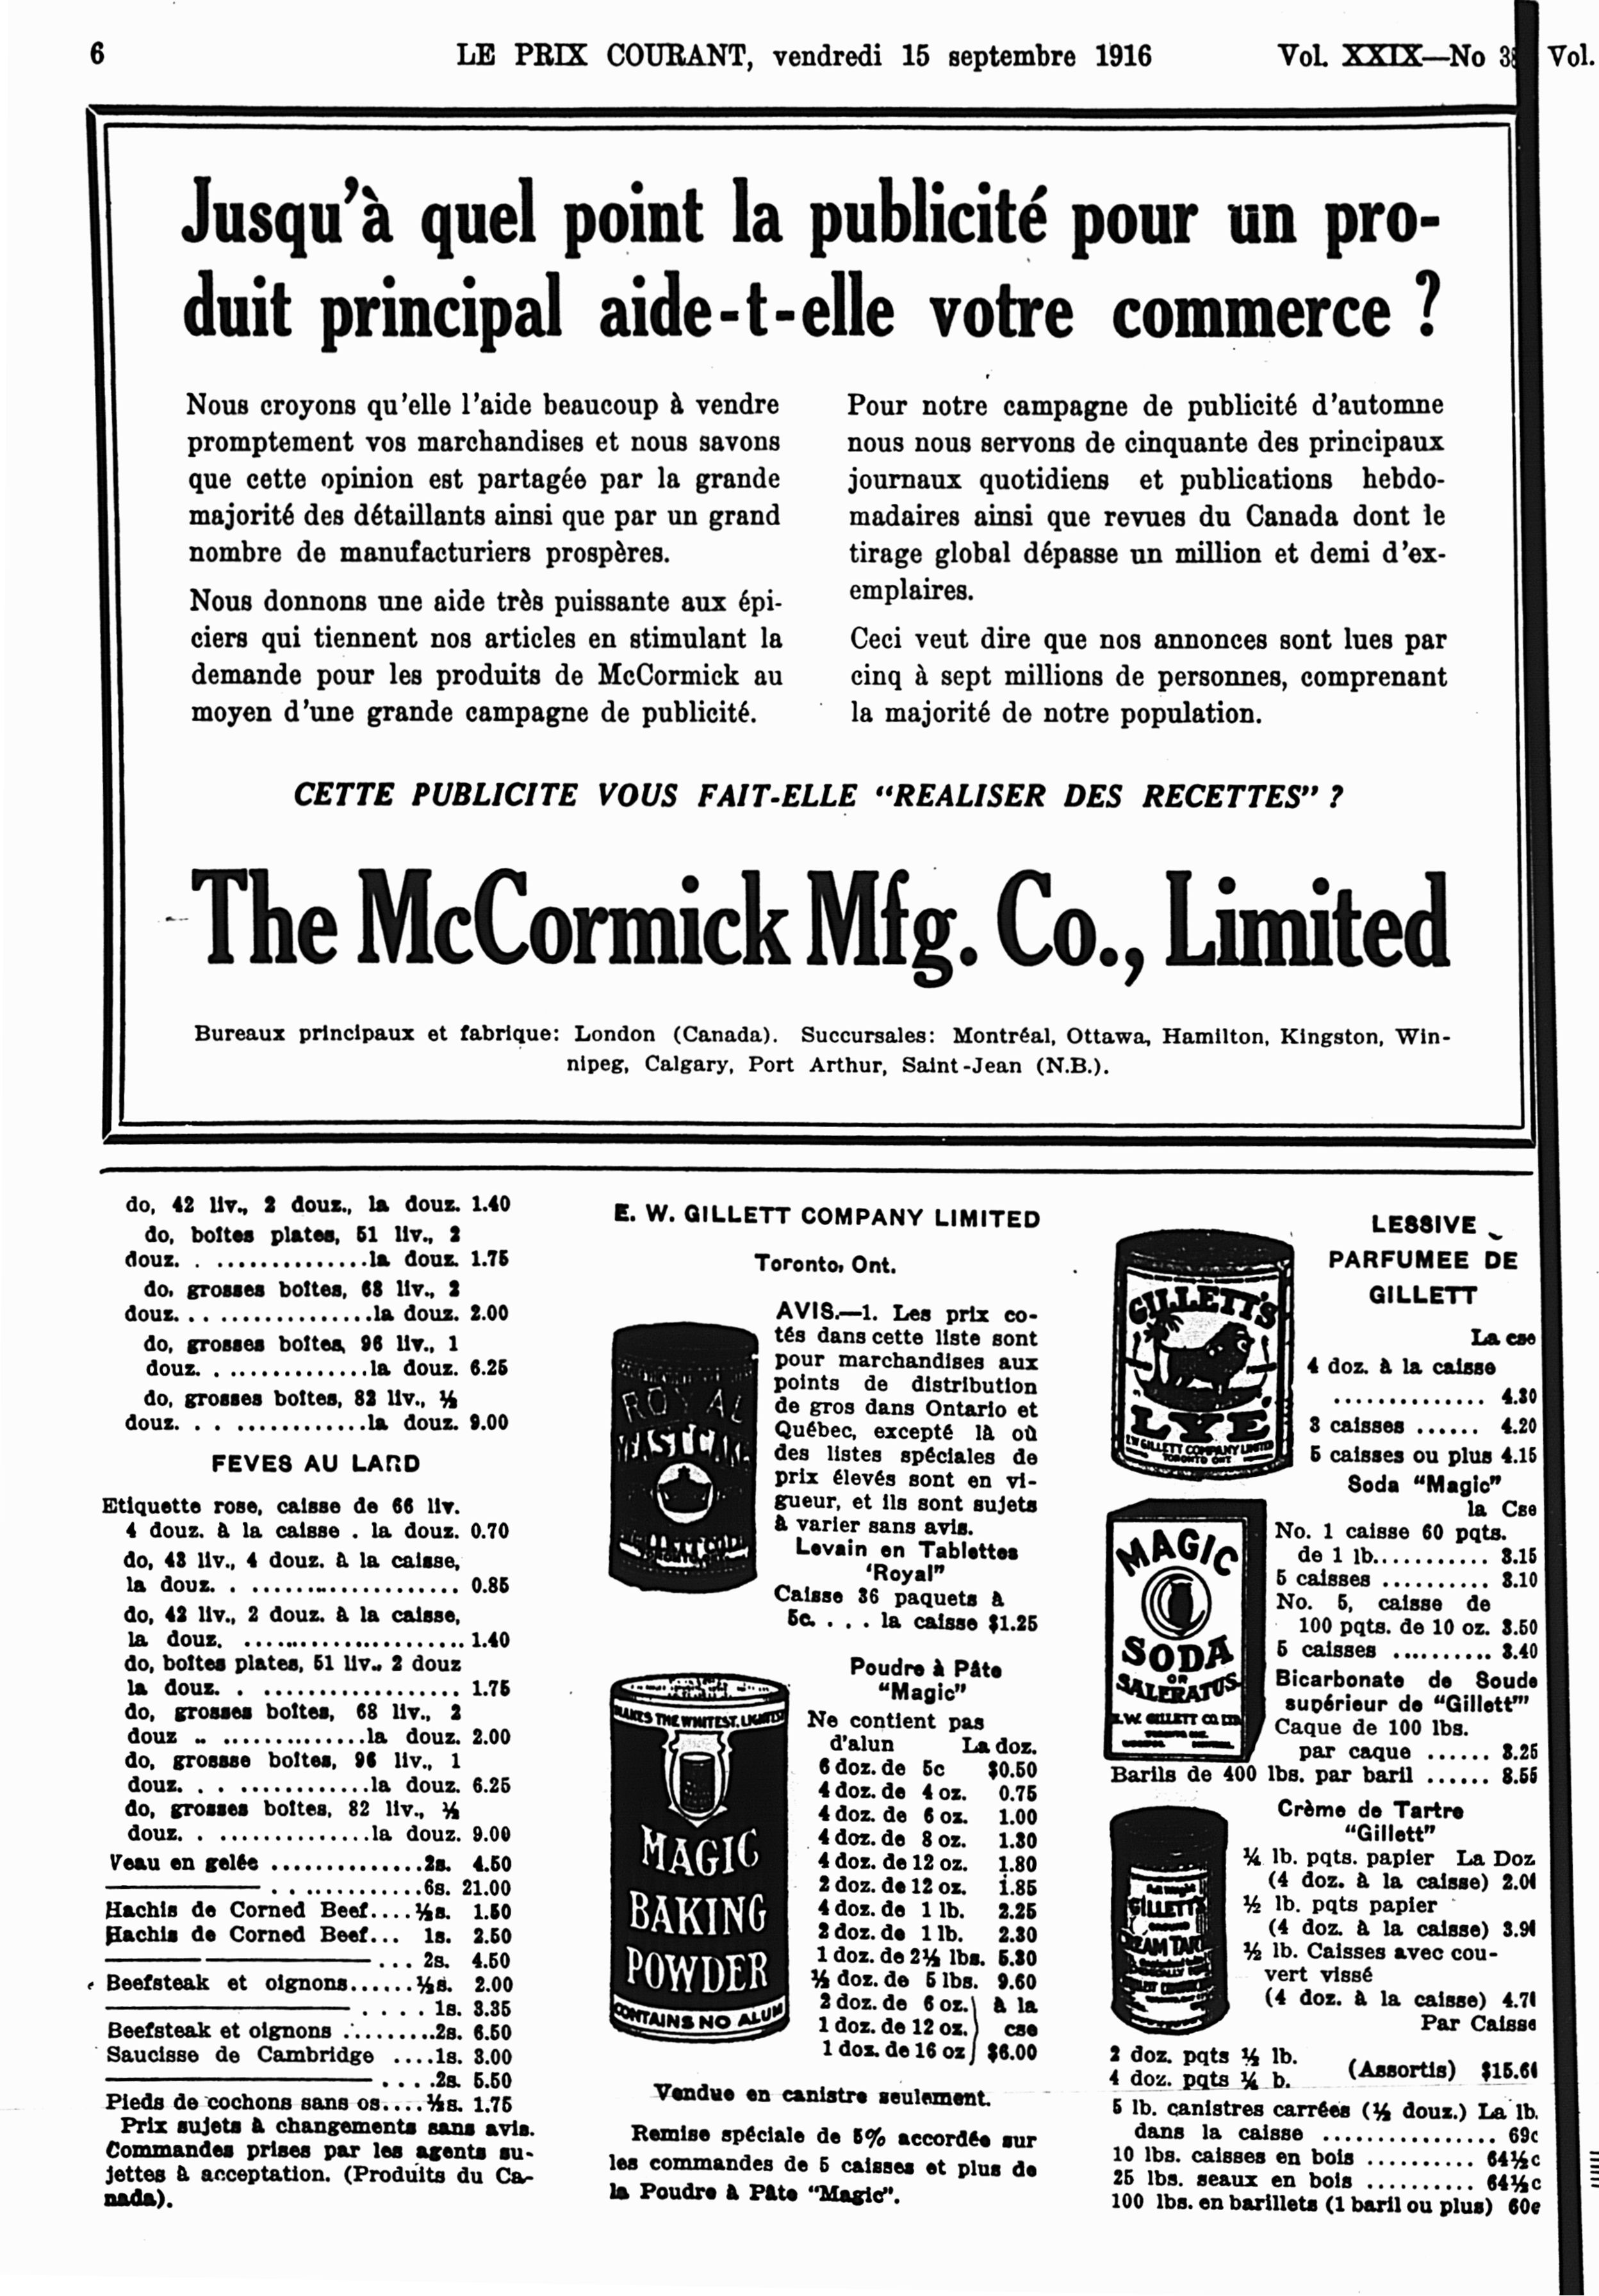 6
LE PRIX COURANT, vendredi 15 septembre 1916
Vol. XXIX—No
Vol.
Jusqu'à quel point la publicité pour un pro-
duit principal aide-t-elle votre commerce ?
Nous croyons qu'elle l'aide beaucoup à vendre
promptement vos marchandises et nous savons
que cette opinion est partagée par la grande
majorité des détaillants ainsi que par un grand
nombre de manufacturiers prospères.
Nous donnons une aide très puissante aux épi-
ciers qui tiennent nos articles en stimulant la
demande pour les produits de McCormick au
moyen d'une grande campagne de publicité.
Pour notre campagne de publicité d'automne
nous nous servons de cinquante des principaux
journaux quotidiens et publications hebdo-
madaires ainsi que revues du Canada dont le
tirage global dépasse un million et demi d'ex-
emplaires.
Ceci veut dire que nos annonces sont lues par
cinq à sept millions de personnes, comprenant
la majorité de notre population.
CETTE PUBLICITE VOUS FAIT-ELLE "REALISER DES RECETTES" ?
The McCormick Mfg. Co., Limited
Bureaux principaux et fabrique: London (Canada). Succursales: Montréal, Ottawa, Hamilton, Kingston, Win-
nipeg, Calgary, Port Arthur, Saint-Jean (N.B.).
do, 42 liv., 2 douz., la douz. 1.40
do, boîtes plates, 51 liv., 2
douz. . ...............la douz. 1.75
do, grosses boîtes, 68 liv., 2
douz. . ................la douz. 2.00
do, grosses boîtes, 96 liv., 1
douz. . ...............la douz. 6.25
do, grosses boîtes, 82 liv., ½
douz. . . .............la douz. 9.00
FEVES AU LARD
Etiquette rose, caisse de 66 liv.
4 douz. à la caisse . la douz. 0.70
do, 48 liv., 4 douz. à la caisse,
la douz. . ..................... 0.85
do, 42 liv., 2 douz. à la caisse,
la douz. ....................... 1.40
do, boîtes plates, 51 liv., 2 douz
la douz. . .................... 1.75
do, grosses boîtes, 68 liv., 2
douz .. ...............la douz. 2.00
do, grossse boîtes, 96 liv., 1
douz. . . .............la douz. 6.25
do, grosses boîtes, 82 liv., ½
douz. . ...............la douz. 9.00
Veau en gelée ...............2s. 4.50
. . .............6s. 21.00
Hachis de Corned Beef....½s. 1.50
Hachis de Corned Beef... 1s. 2.50
... 2s. 4.50
Beefsteak et oignons......½s. 2.00
. . . . 1s. 3.35
Beefsteak et oignons ..........2s. 6.50
Saucisse de Cambridge ....1s. 3.00
. . . .2s. 5.50
Pieds de cochons sans os....½s. 1.75
Prix sujets à changements sans avis.
Commandes prises par les agents su-
jettes à acceptation. (Produits du Ca-
nada).
E. W. GILLETT COMPANY LIMITED
Toronto, Ont.
ROYAL
YEAST CAKE
AVIS.—1. Les prix co-
tés dans cette liste sont
pour marchandises aux
points de distribution
de gros dans Ontario et
Québec, excepté là où
des listes spéciales de
prix élevés sont en vi-
gueur, et ils sont sujets
à varier sans avis.
Levain en Tablettes
'Royal"
Caisse 36 paquets à
5c. . . . la caisse $1.25
MAKES THE WHITEST, LIGHTEST
MAGIC
BAKING
POWDER
CONTAINS NO ALUM
Poudre à Pâte
"Magic"
Ne contient pas
d'alun La doz.
6 doz. de 5c $0.50
4 doz. de 4 oz. 0.75
4 doz. de 6 oz. 1.00
4 doz. de 8 oz. 1.30
4 doz. de 12 oz. 1.80
2 doz. de 12 oz. 1.85
4 doz. de 1 lb. 2.25
2 doz. de 1 lb. 2.30
1 doz. de 2½ lbs. 5.30
½ doz. de 5 lbs. 9.60
2 doz. de 6 oz. à la
1 doz. de 12 oz. cse
1 doz. de 16 oz $6.00
Vendue en canistre seulement.
Remise spéciale de 5% accordée sur
les commandes de 5 caisses et plus de
la Poudre à Pâte "Magic".
GILLETT'S
LYE
E.W. GILLETT COMPANY LIMITED
TORONTO ONT
LESSIVE
PARFUMEE DE
GILLETT
La cse
4 doz. à la caisse
............... 4.30
3 caisses ...... 4.20
5 caisses ou plus 4.15
MAGIC
SODA
OR
SALERATUS
E.W. GILLETT CO LTD
Soda "Magic"
la Cse
No. 1 caisse 60 pqts.
de 1 lb........... 3.15
5 caisses .......... 3.10
No. 5, caisse de
100 pqts. de 10 oz. 3.50
5 caisses .......... 3.40
Bicarbonate de Soude
supérieur de "Gillett"'
Caque de 100 lbs.
par caque ...... 3.25
Barils de 400 lbs. par baril ...... 8.55
GILLETT'S
CREAM TARTAR
Crème de Tartre
"Gillett"
¼ lb. pqts. papier La Doz
(4 doz. à la caisse)
½ lb. pqts papier
(4 doz. à la caisse)
½ lb. Caisses avec cou-
vert vissé
(4 doz. à la caisse)
Par Caisse
2 doz. pqts ½ lb.
4 doz. pqts ¼ b.
(Assortis)
5 lb. canistres carrées (½ douz.) La lb.
dans la caisse ................ 69c
10 lbs. caisses en bois .......... 64½c
25 lbs. seaux en bois .......... 64½c
100 lbs. en barillets (1 baril ou plus) 60c